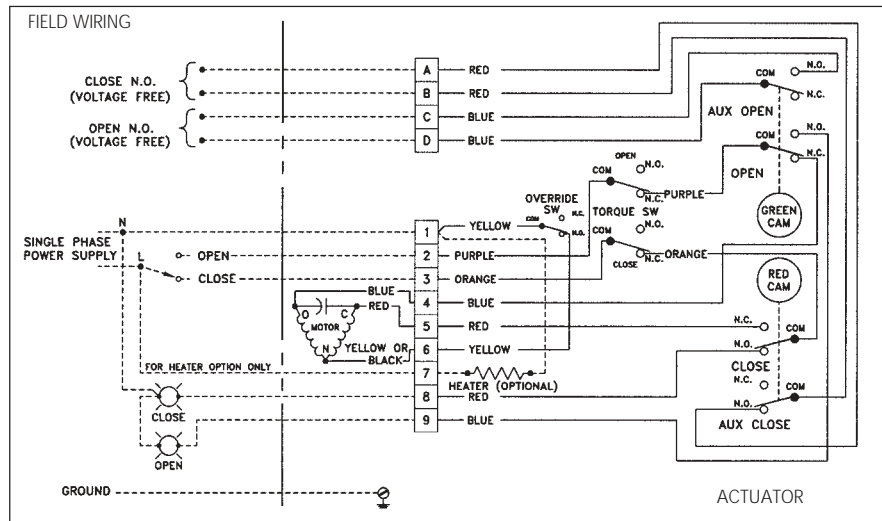 FIELD WIRING
CLOSE N.O.
(VOLTAGE FREE)
OPEN N.O.
(VOLTAGE FREE)
A RED
B RED
C BLUE
D BLUE
COM N.O.
N.C.
AUX OPEN
COM N.O.
N.C.
OPEN
GREEN
CAM
OPEN
N.O.
COM
N.C. PURPLE
TORQUE SW
N.O.
COM
N.C. ORANGE
CLOSE
OVERRIDE
SW
N.C.
COM
N.O.
RED
CAM
N
SINGLE PHASE
POWER SUPPLY
L
OPEN
CLOSE
1 YELLOW
2 PURPLE
3 ORANGE
BLUE 4 BLUE
RED 5 RED
O C
MOTOR
N
YELLOW OR
BLACK
6 YELLOW
FOR HEATER OPTION ONLY
7
HEATER (OPTIONAL)
8 RED
9 BLUE
N.C.
COM
N.O.
CLOSE
N.C.
COM
N.O.
AUX CLOSE
CLOSE
OPEN
GROUND
ACTUATOR